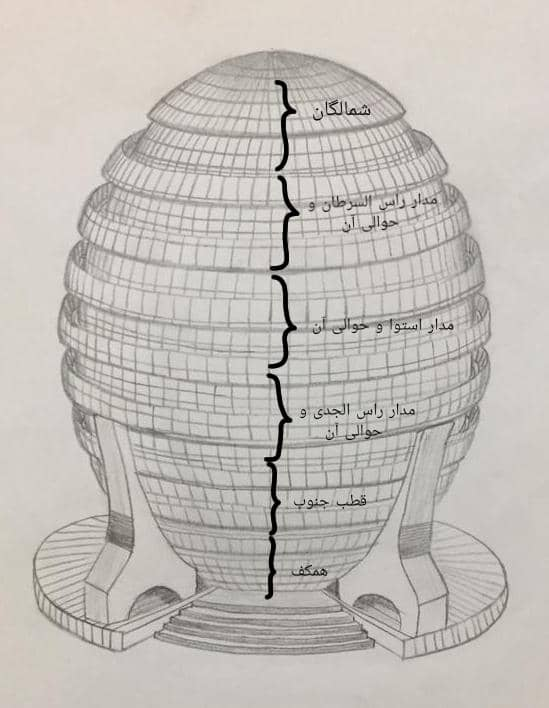 شمالگان
مدار راس السرطان و
حوالی آن
مدار استوا و حوالی آن
مدار راس الجدی و
حوالی آن
قطب جنوب
همکف